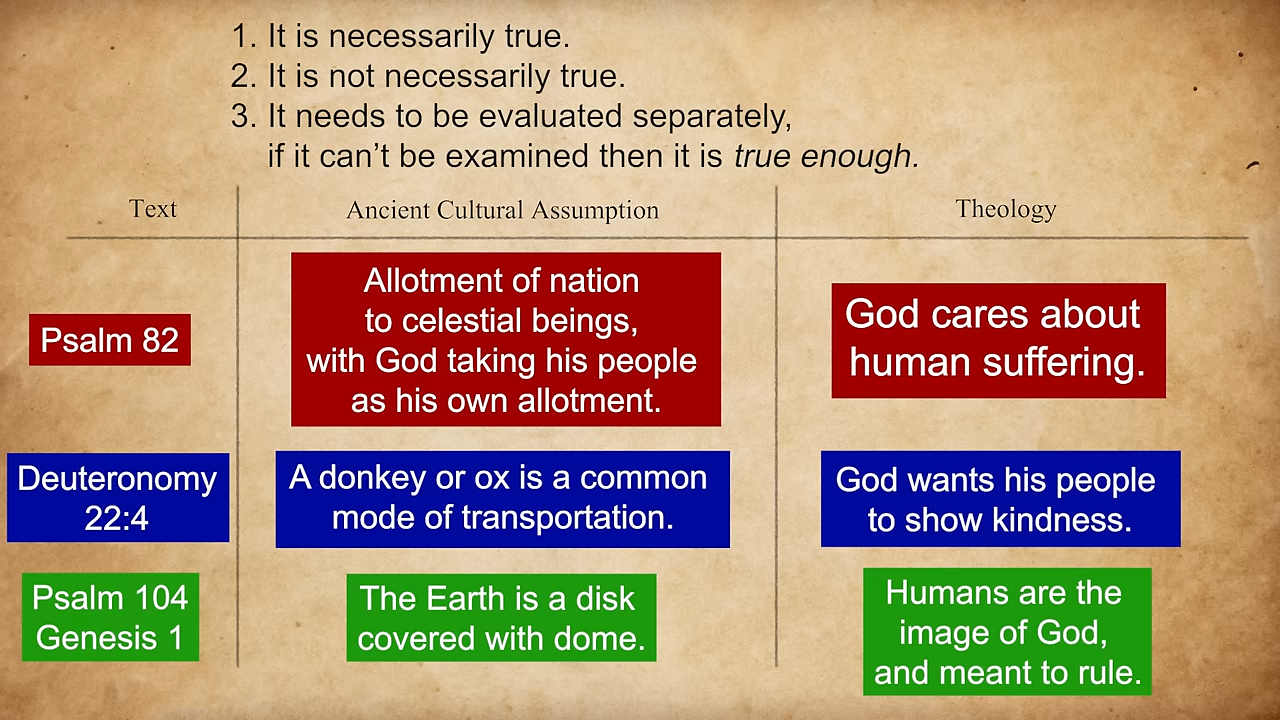 1. It is necessarily true.
2. It is not necessarily true.
3. It needs to be evaluated separately,
if it can't be examined then it is true enough.
Text
Ancient Cultural Assumption
Theology
Psalm 82
Allotment of nation
to celestial beings,
with God taking his people
as his own allotment.
God cares about
human suffering.
Deuteronomy
22:4
A donkey or ox is a common
mode of transportation.
God wants his people
to show kindness.
Psalm 104
Genesis 1
The Earth is a disk
covered with dome.
Humans are the
image of God,
and meant to rule.